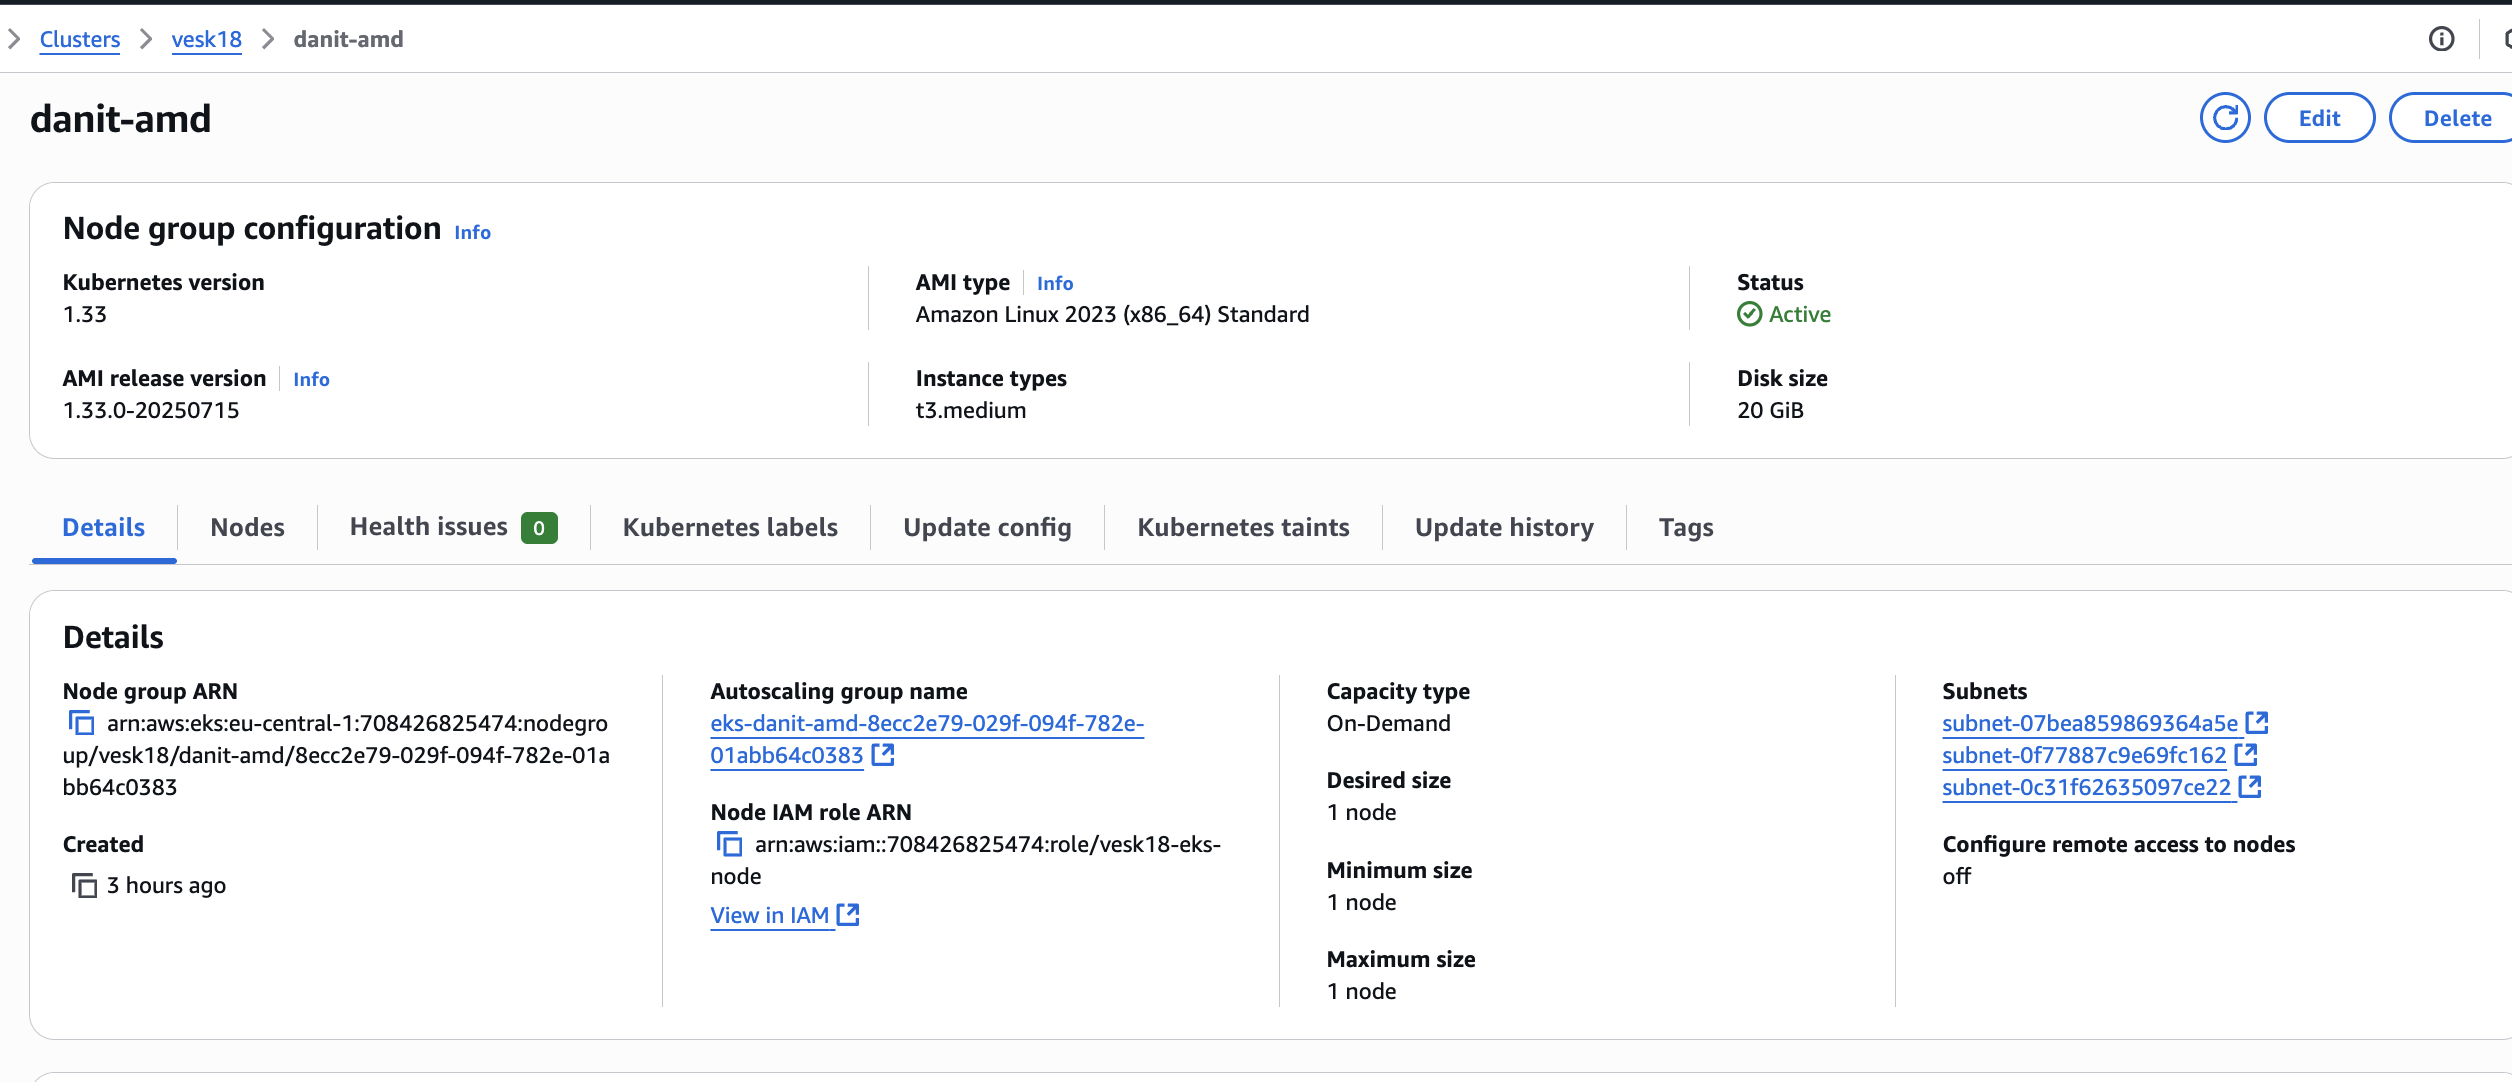 Clusters
vesk18
danit-amd
danit-amd
Edit
Delete
Node group configuration Info
Kubernetes version
1.33
AMI type Info
Amazon Linux 2023 (x86_64) Standard
Status
Active
AMI release version Info
1.33.0-20250715
Instance types
t3.medium
Disk size
20 GiB
Details
Nodes
Health issues 0
Kubernetes labels
Update config
Kubernetes taints
Update history
Tags
Details
Node group ARN
arn:aws:eks:eu-central-1:708426825474:nodegro
up/vesk18/danit-amd/8ecc2e79-029f-094f-782e-01a
bb64c0383
Created
3 hours ago
Autoscaling group name
eks-danit-amd-8ecc2e79-029f-094f-782e-
01abb64c0383
Node IAM role ARN
arn:aws:iam::708426825474:role/vesk18-eks-
node
View in IAM
Capacity type
On-Demand
Desired size
1 node
Minimum size
1 node
Maximum size
1 node
Subnets
subnet-07bea859869364a5e
subnet-0f77887c9e69fc162
subnet-0c31f62635097ce22
Configure remote access to nodes
off